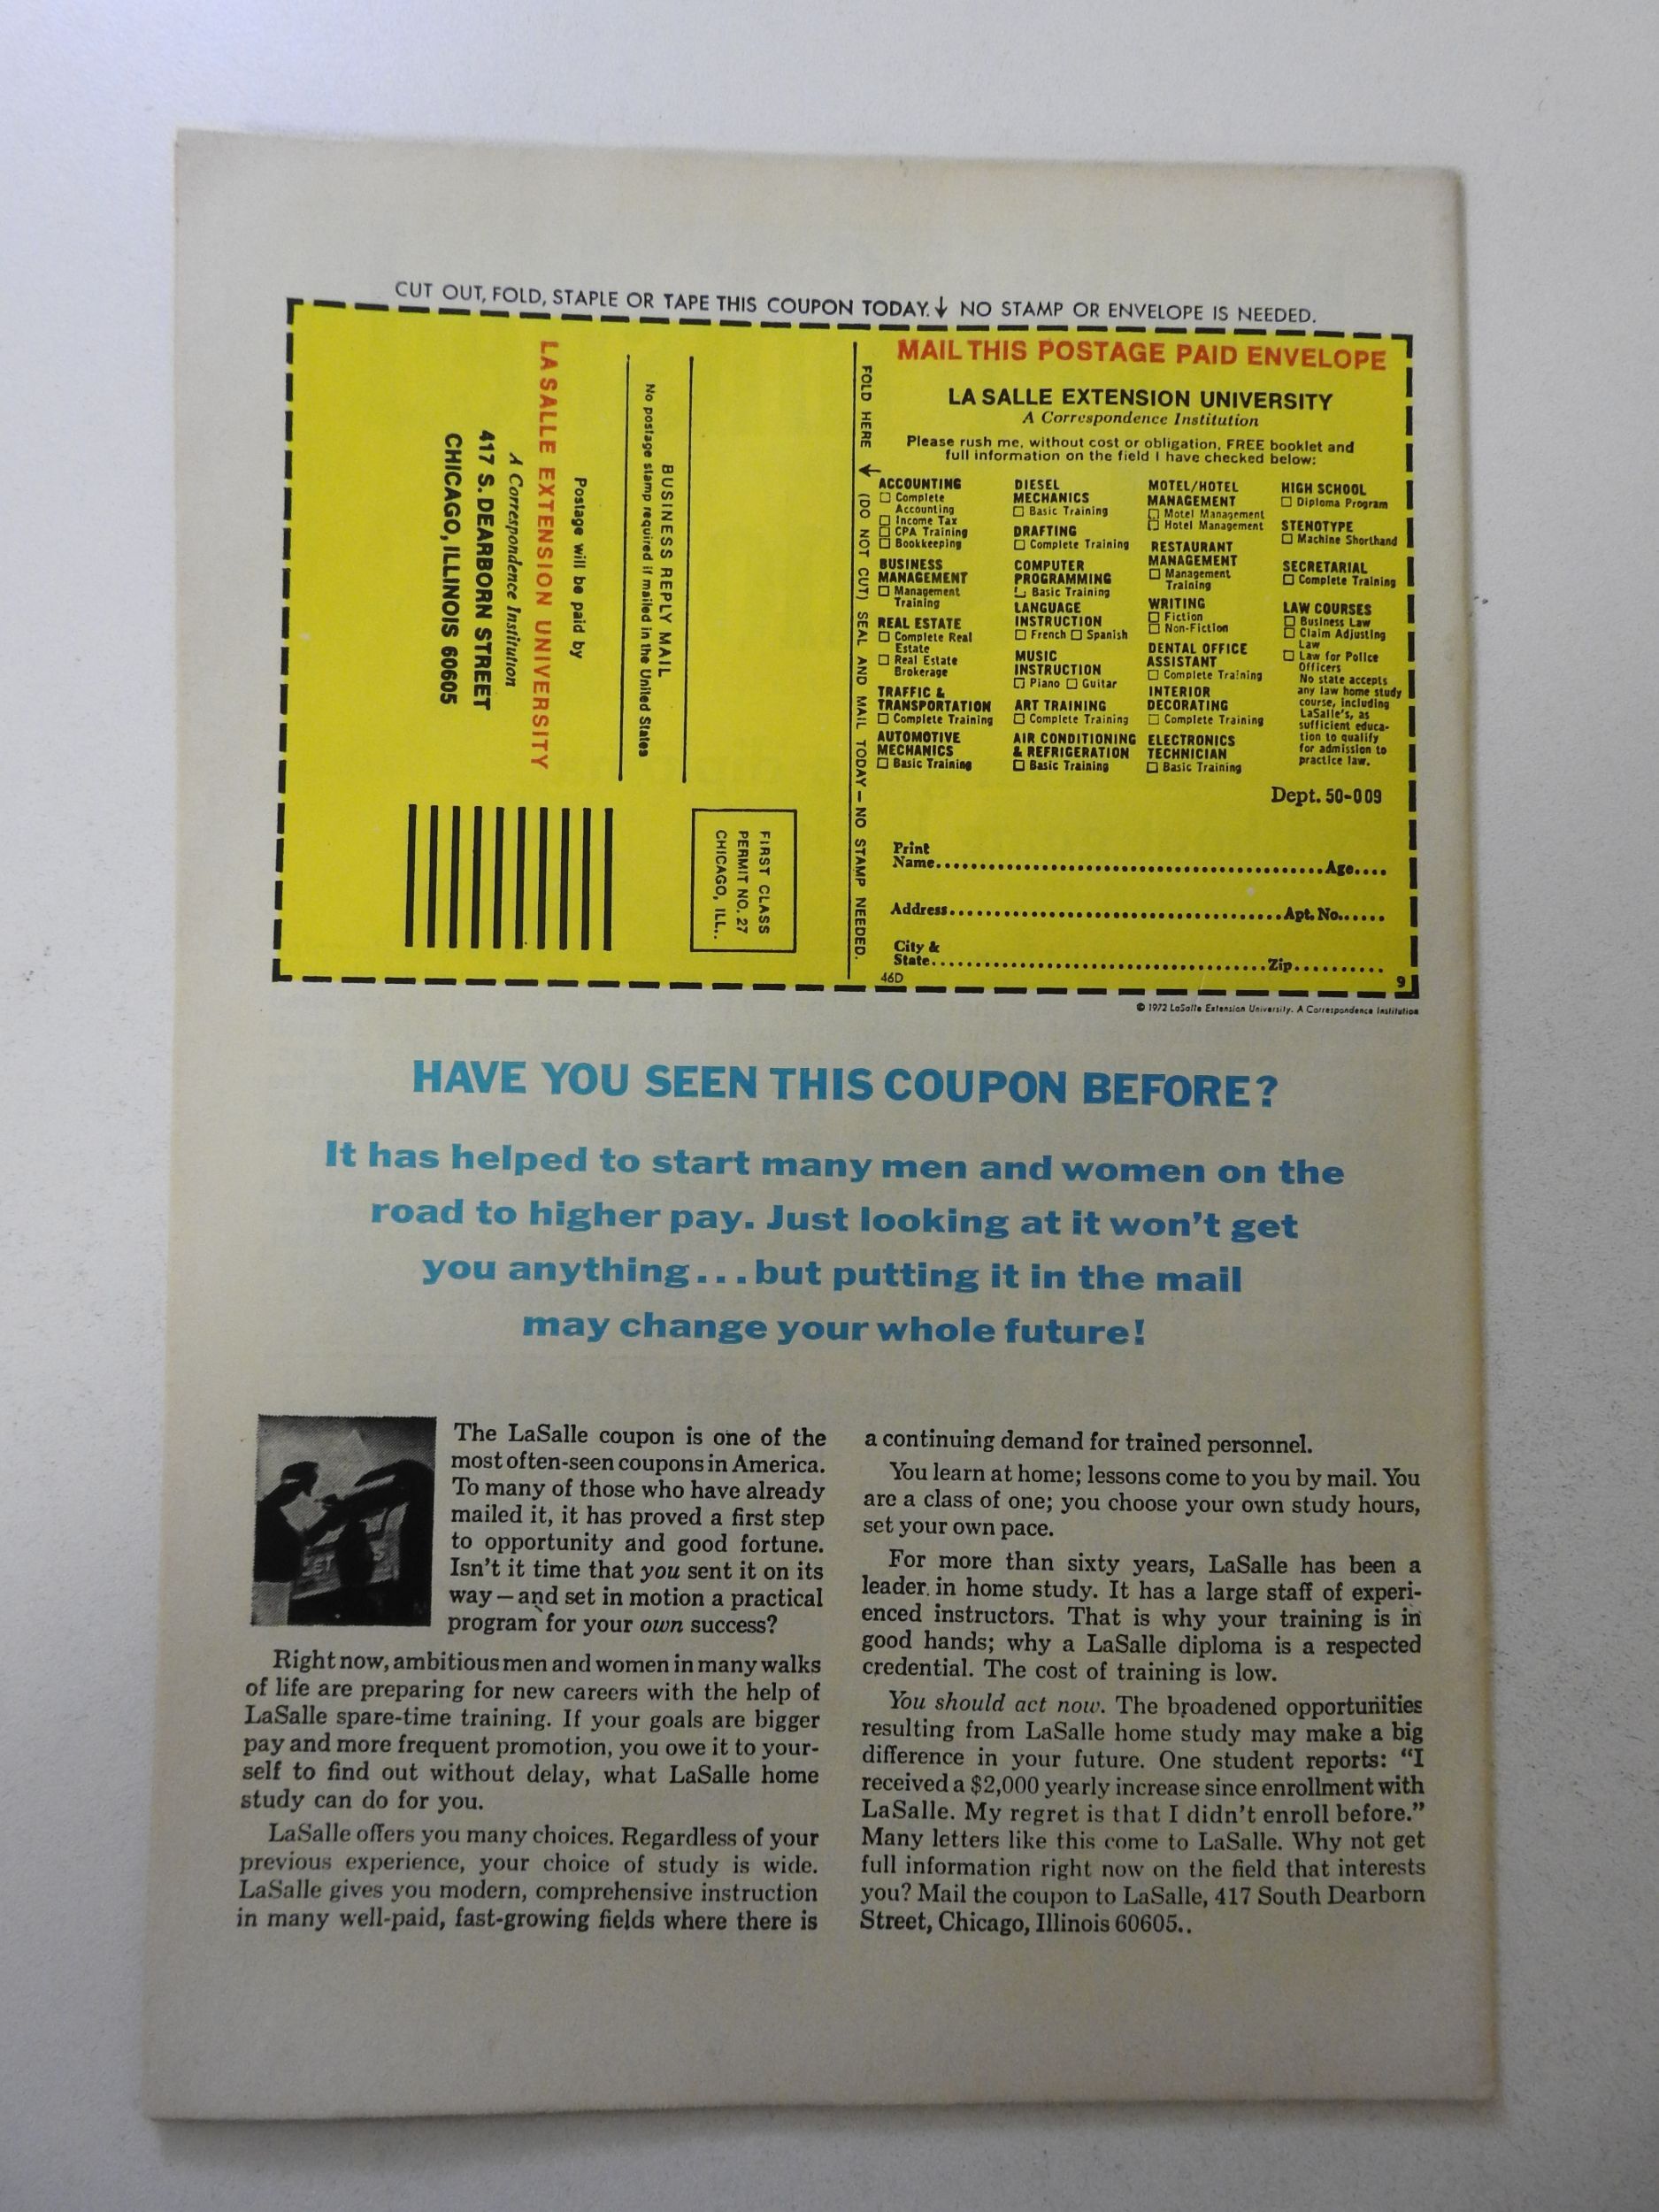 CUT OUT, FOLD, STAPLE OR TAPE THIS COUPON TODAY.↓ NO STAMP OR ENVELOPE IS NEEDED.
LA SALLE EXTENSION UNIVERSITY
A Correspondence Institution
417 S. DEARBORN STREET
CHICAGO, ILLINOIS 60605
Postage will be paid by
No postage stamp required if mailed in the United States
BUSINESS REPLY MAIL
FIRST CLASS
PERMIT NO. 27
CHICAGO, ILL..
FOLD HERE ↓ (DO NOT CUT) SEAL AND MAIL TODAY—NO STAMP NEEDED.
MAIL THIS POSTAGE PAID ENVELOPE
LA SALLE EXTENSION UNIVERSITY
A Correspondence Institution
Please rush me, without cost or obligation, FREE booklet and
full information on the field I have checked below:
ACCOUNTING
☐ Complete
Accounting
☐ Income Tax
☐ CPA Training
☐ Bookkeeping
BUSINESS
MANAGEMENT
☐ Management
Training
REAL ESTATE
☐ Complete Real
Estate
☐ Real Estate
Brokerage
TRAFFIC &
TRANSPORTATION
☐ Complete Training
AUTOMOTIVE
MECHANICS
☐ Basic Training
DIESEL
MECHANICS
☐ Basic Training
DRAFTING
☐ Complete Training
COMPUTER
PROGRAMMING
☐ Basic Training
LANGUAGE
INSTRUCTION
☐ French ☐ Spanish
MUSIC
INSTRUCTION
☐ Piano ☐ Guitar
ART TRAINING
☐ Complete Training
AIR CONDITIONING
& REFRIGERATION
☐ Basic Training
MOTEL/HOTEL
MANAGEMENT
☐ Motel Management
☐ Hotel Management
RESTAURANT
MANAGEMENT
☐ Management
Training
WRITING
☐ Fiction
☐ Non-Fiction
DENTAL OFFICE
ASSISTANT
☐ Complete Training
INTERIOR
DECORATING
☐ Complete Training
ELECTRONICS
TECHNICIAN
☐ Basic Training
HIGH SCHOOL
☐ Diploma Program
STENOTYPE
☐ Machine Shorthand
SECRETARIAL
☐ Complete Training
LAW COURSES
☐ Business Law
☐ Claim Adjusting
Law
☐ Law for Police
Officers
No state accepts
any law home study
course, including
LaSalle's, as
sufficient educa-
tion to qualify
for admission to
practice law.
Dept. 50-009
Print
Name..........Age....
Address..........Apt. No......
City &
State..........Zip..........
46D 9
© 1972 LaSalle Extension University. A Correspondence Institution
HAVE YOU SEEN THIS COUPON BEFORE?
It has helped to start many men and women on the
road to higher pay. Just looking at it won't get
you anything...but putting it in the mail
may change your whole future!
The LaSalle coupon is one of the
most often-seen coupons in America.
To many of those who have already
mailed it, it has proved a first step
to opportunity and good fortune.
Isn't it time that you sent it on its
way — and set in motion a practical
program for your own success?
Right now, ambitious men and women in many walks
of life are preparing for new careers with the help of
LaSalle spare-time training. If your goals are bigger
pay and more frequent promotion, you owe it to your-
self to find out without delay, what LaSalle home
study can do for you.
LaSalle offers you many choices. Regardless of your
previous experience, your choice of study is wide.
LaSalle gives you modern, comprehensive instruction
in many well-paid, fast-growing fields where there is
a continuing demand for trained personnel.
You learn at home; lessons come to you by mail. You
are a class of one; you choose your own study hours,
set your own pace.
For more than sixty years, LaSalle has been a
leader in home study. It has a large staff of experi-
enced instructors. That is why your training is in
good hands; why a LaSalle diploma is a respected
credential. The cost of training is low.
You should act now. The broadened opportunities
resulting from LaSalle home study may make a big
difference in your future. One student reports: "I
received a $2,000 yearly increase since enrollment with
LaSalle. My regret is that I didn't enroll before."
Many letters like this come to LaSalle. Why not get
full information right now on the field that interests
you? Mail the coupon to LaSalle, 417 South Dearborn
Street, Chicago, Illinois 60605..